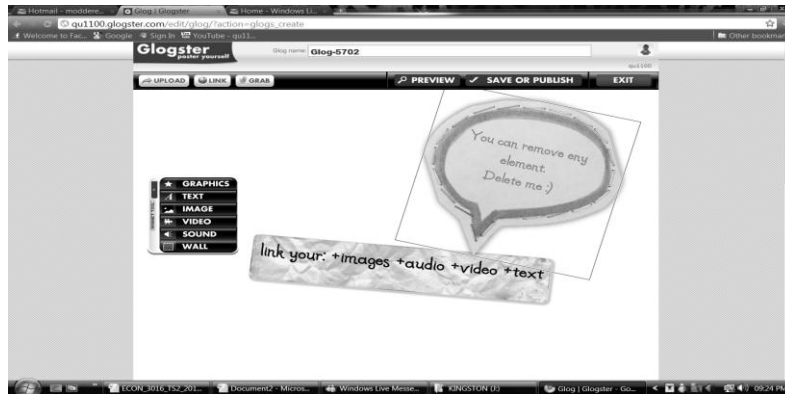 Hotmail - moddere...
Glog | Glogster
Home - Windows Li...
qu1100.glogster.com/edit/glog/?action=glogs_create
Welcome to Fac...
Google
Sign In
YouTube - qu11...
Other bookmar
Glogster
poster yourself
Glog name:
Glog-5702
qu1100
UPLOAD
LINK
GRAB
PREVIEW
SAVE OR PUBLISH
EXIT
You can remove eny
element.
Delete me :)
GRAPHICS
TEXT
IMAGE
VIDEO
SOUND
WALL
link your: +images +audio +video +text
ECON_3016_TS2_201...
Document2 - Micros...
Windows Live Messe...
KINGSTON (J:)
Glog | Glogster - Go...
09:24 PM